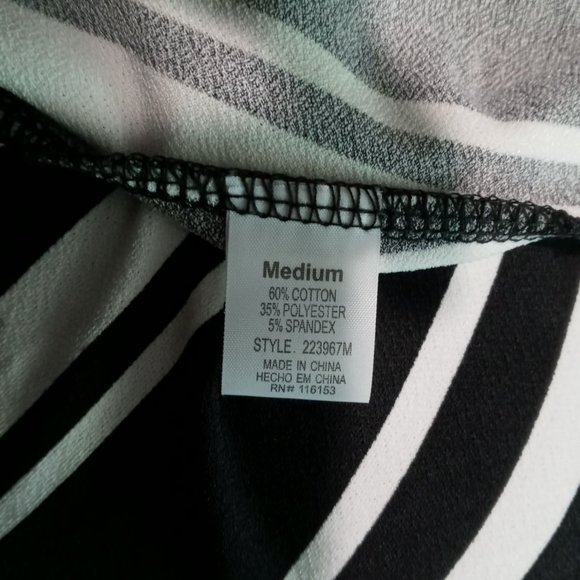 Medium
60% COTTON
35% POLYESTER
5% SPANDEX
STYLE. 223967M
MADE IN CHINA
HECHO EM CHINA
RN# 116153